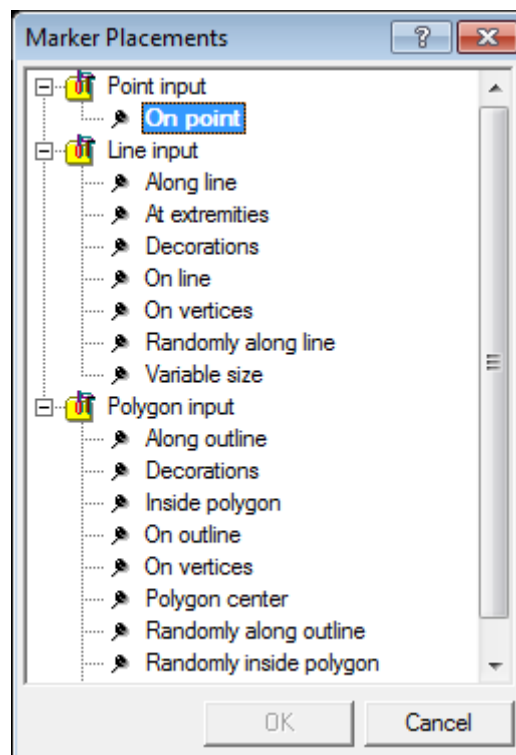 Marker Placements
Point input
On point
Line input
Along line
At extremities
Decorations
On line
On vertices
Randomly along line
Variable size
Polygon input
Along outline
Decorations
Inside polygon
On outline
On vertices
Polygon center
Randomly along outline
Randomly inside polygon
OK
Cancel